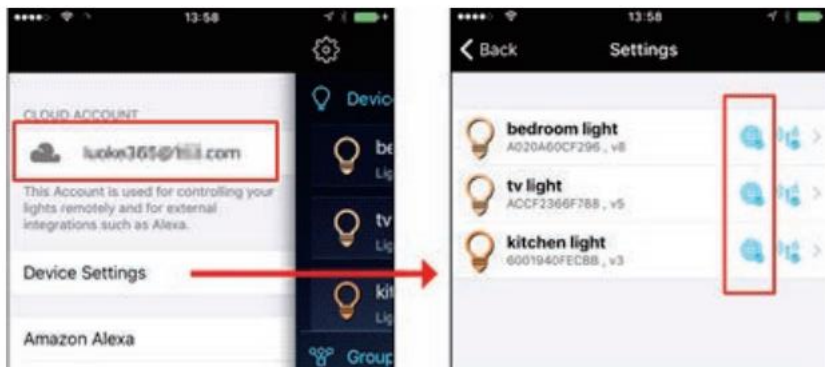 13:58
CLOUD ACCOUNT
This Account is used for controlling your
lights remotely and for external
integrations such as Alexa.
Device Settings
Amazon Alexa
Devic
be
Lig
tv
Lig
kit
Lig
Group
13:58
Back Settings
bedroom light
A020A60CF296 , v8
tv light
ACCF2366F788 , v5
kitchen light
6001940FECBB , v3